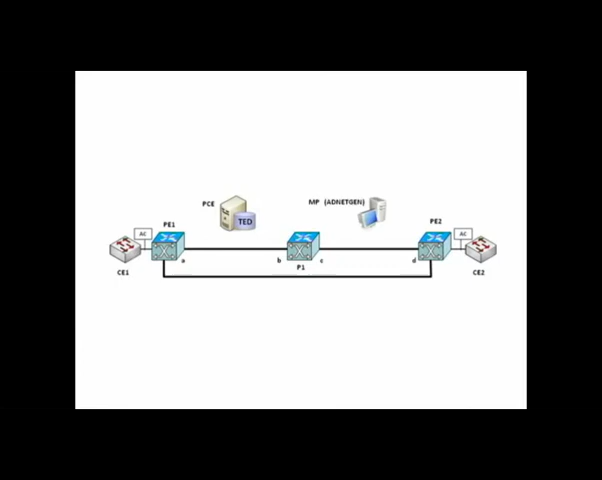 PCE
TED
MP (ADNETGEN)
PE1
PE2
AC
AC
a
b
c
d
P1
CE1
CE2